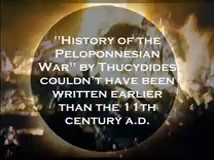 "HISTORY OF THE
PELOPONNESIAN
WAR" BY THUCYDIDES
COULDN'T HAVE BEEN
WRITTEN EARLIER
THAN THE 11TH
CENTURY A.D.